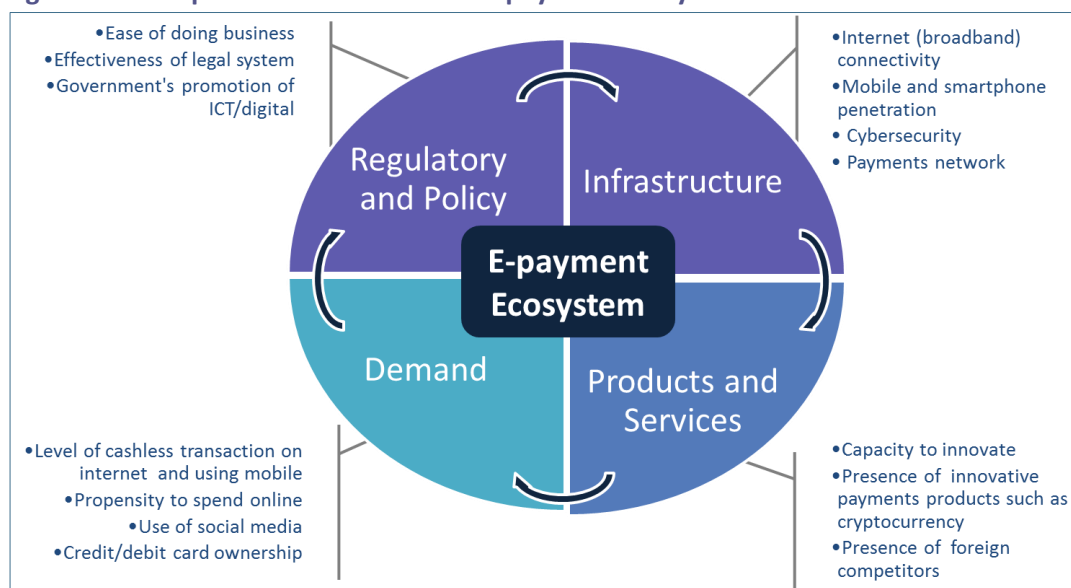 •Ease of doing business
•Effectiveness of legal system
•Government's promotion of
ICT/digital
•Internet (broadband)
connectivity
•Mobile and smartphone
penetration
• Cybersecurity
• Payments network
Regulatory
and Policy
Infrastructure
E-payment
Ecosystem
Demand
Products and
Services
•Level of cashless transaction on
internet and using mobile
•Propensity to spend online
•Use of social media
•Credit/debit card ownership
•Capacity to innovate
•Presence of innovative
payments products such as
cryptocurrency
•Presence of foreign
competitors